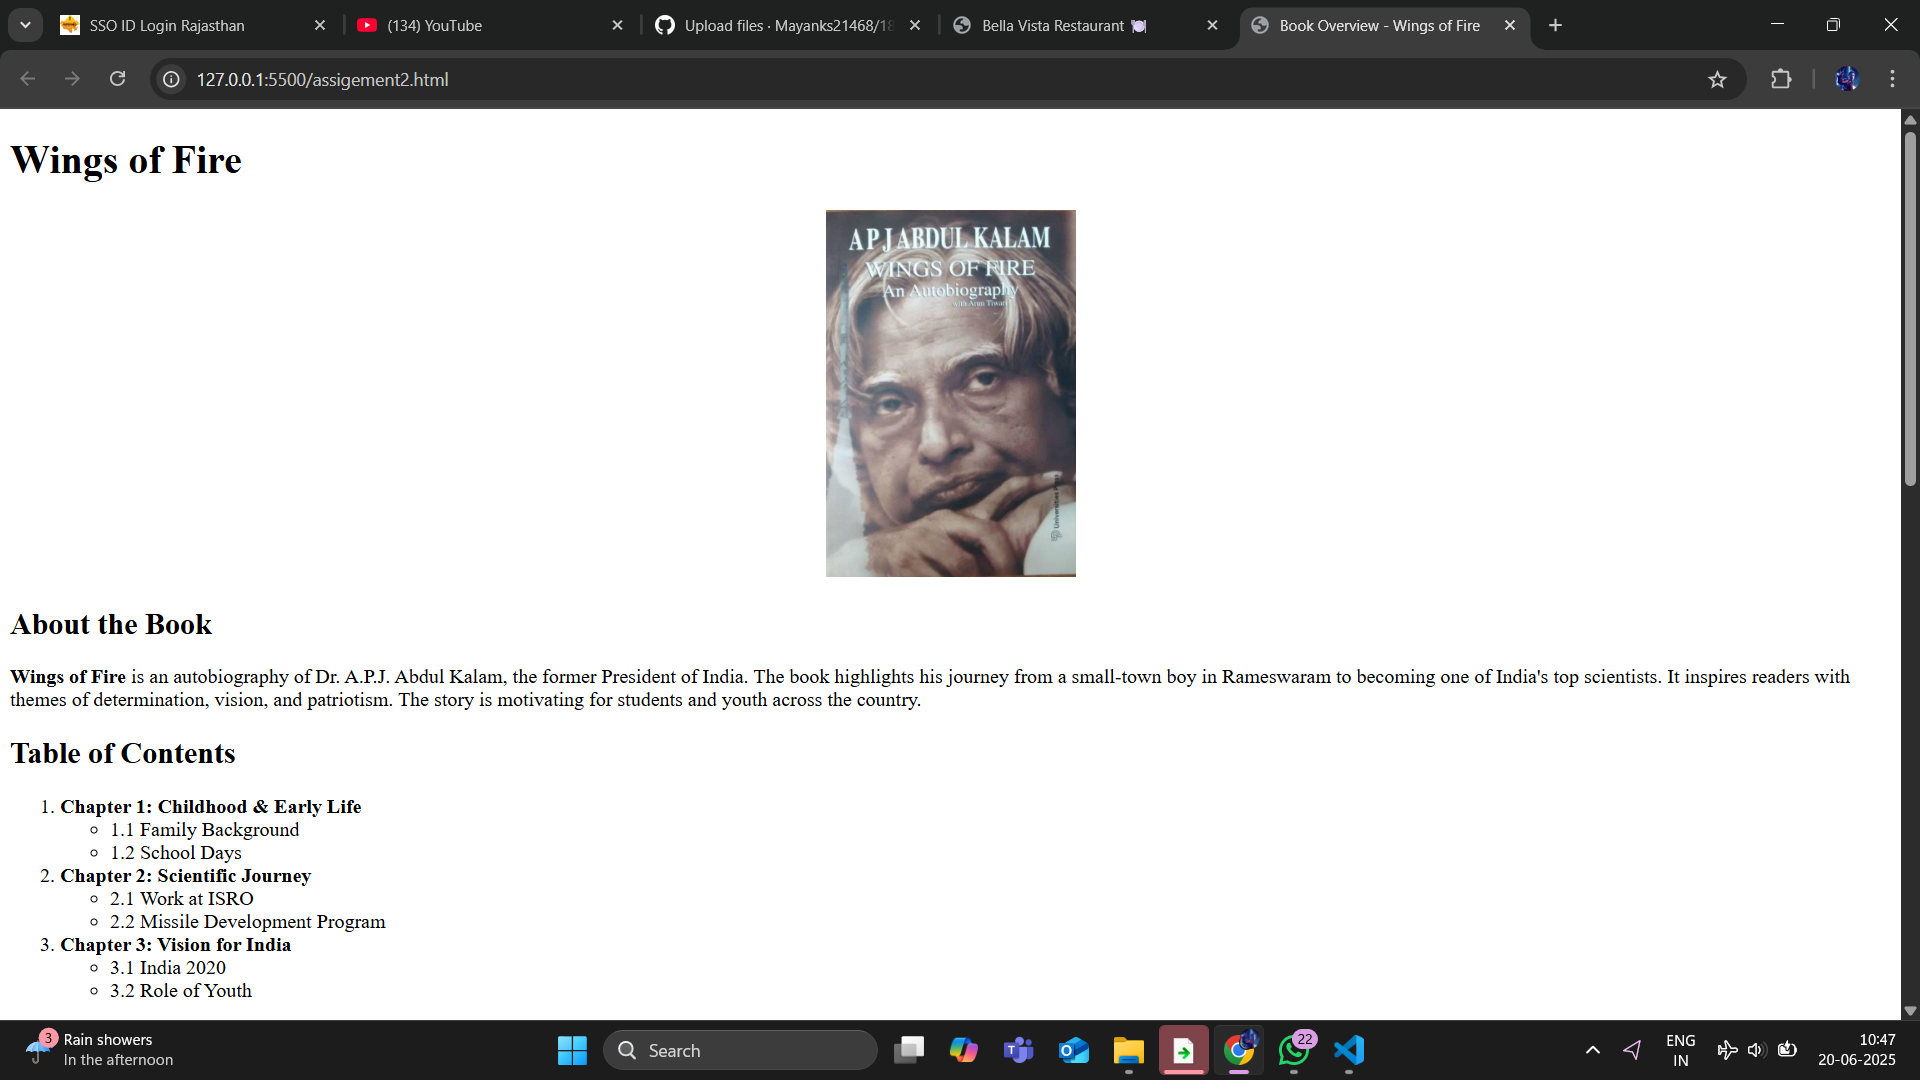 SSO ID Login Rajasthan
(134) YouTube
Upload files · Mayanks21468/18
Bella Vista Restaurant 🍽️
Book Overview - Wings of Fire
127.0.0.1:5500/assigement2.html
Wings of Fire
A P J ABDUL KALAM
WINGS OF FIRE
An Autobiography
with Arun Tiwari
About the Book
Wings of Fire is an autobiography of Dr. A.P.J. Abdul Kalam, the former President of India. The book highlights his journey from a small-town boy in Rameswaram to becoming one of India's top scientists. It inspires readers with
themes of determination, vision, and patriotism. The story is motivating for students and youth across the country.
Table of Contents
1. Chapter 1: Childhood & Early Life
1.1 Family Background
1.2 School Days
2. Chapter 2: Scientific Journey
2.1 Work at ISRO
2.2 Missile Development Program
3. Chapter 3: Vision for India
3.1 India 2020
3.2 Role of Youth
3
Rain showers
In the afternoon
Search
22
ENG
IN
10:47
20-06-2025